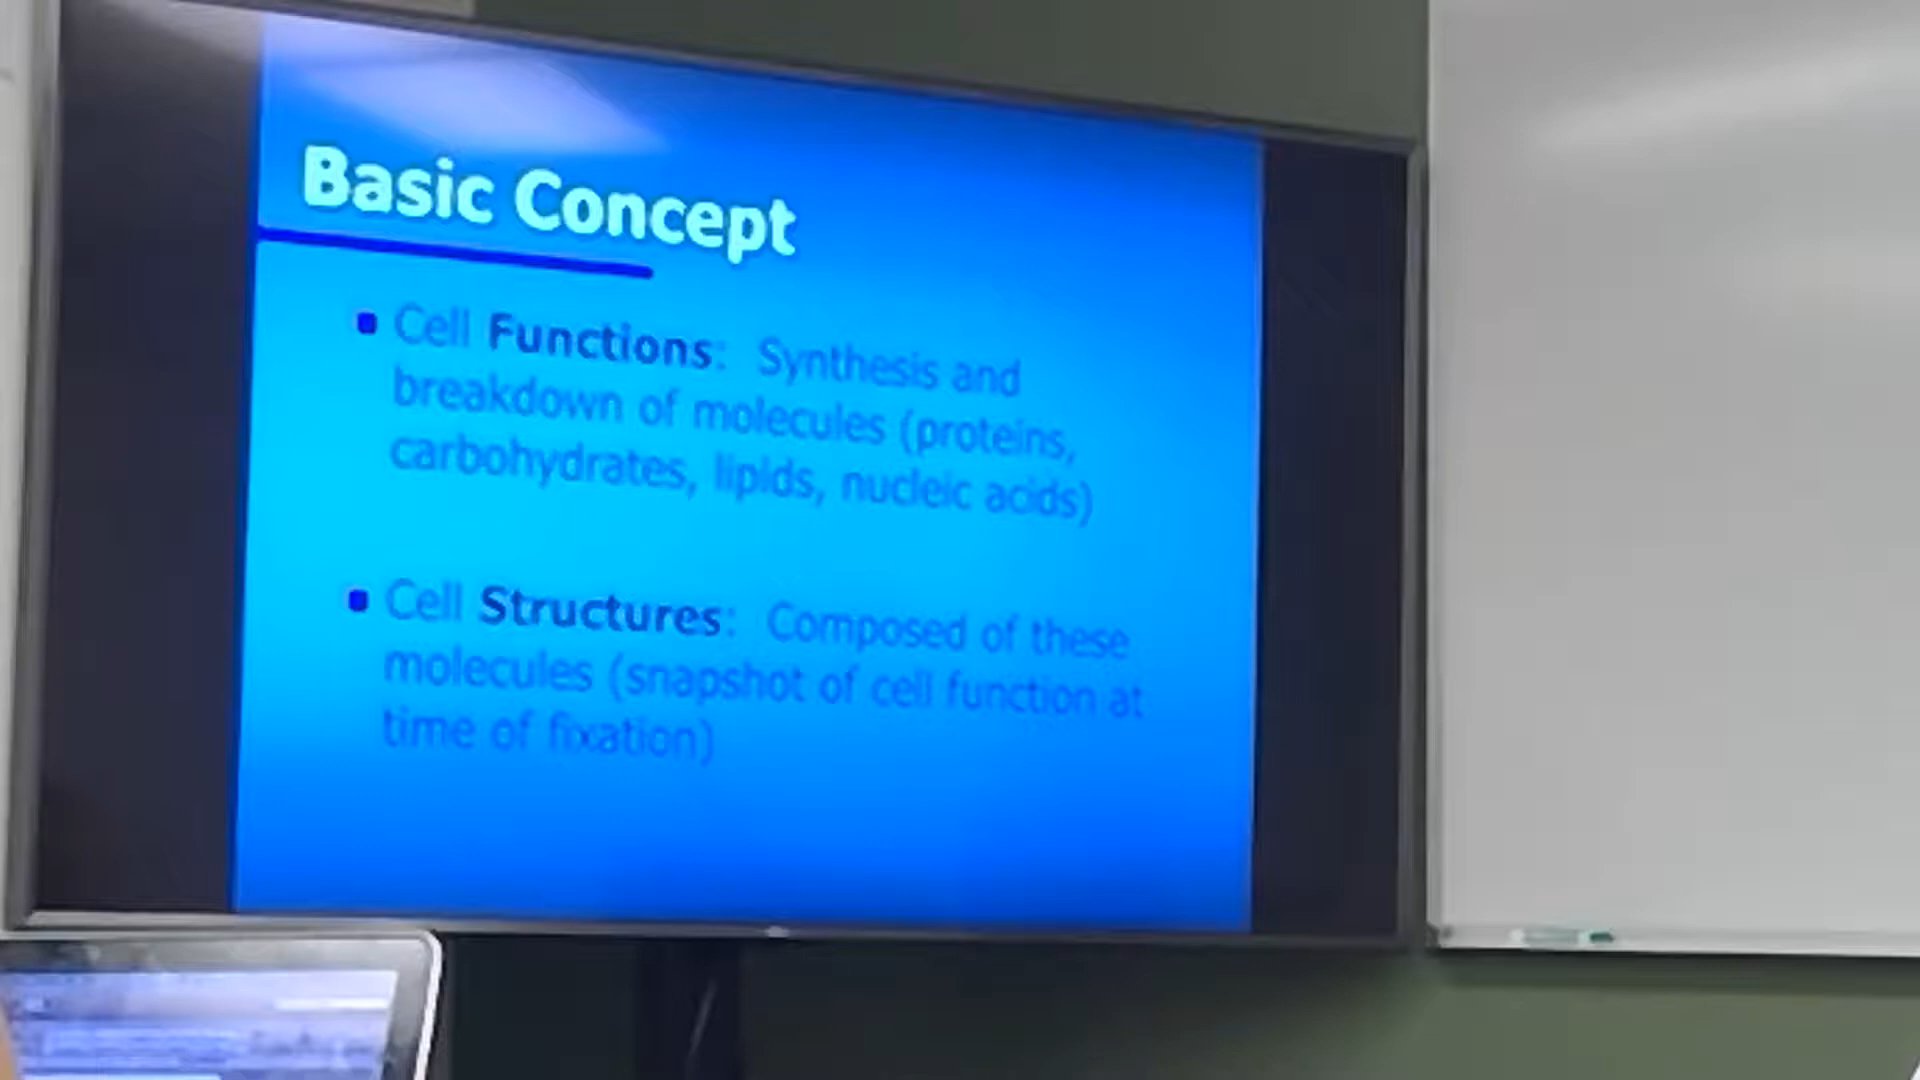 Basic Concept
Cell Functions: Synthesis and
breakdown of molecules (proteins,
carbohydrates, lipids, nucleic acids)
Cell Structures: Composed of these
molecules (snapshot of cell function at
time of fixation)